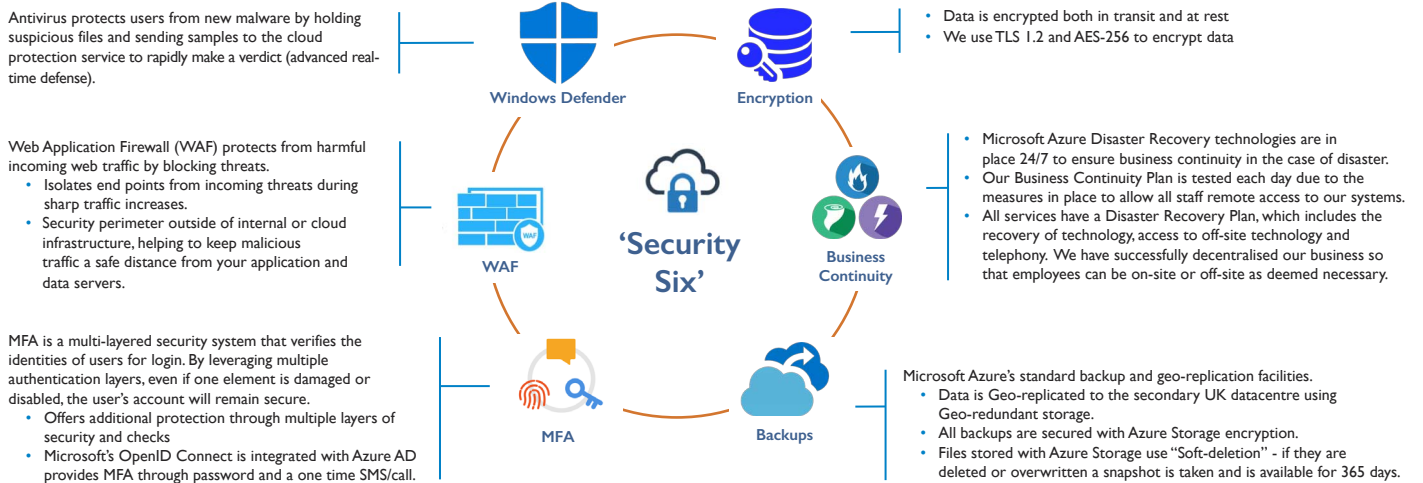 Antivirus protects users from new malware by holding
suspicious files and sending samples to the cloud
protection service to rapidly make a verdict (advanced real-
time defense).
Windows Defender
Encryption
• Data is encrypted both in transit and at rest
• We use TLS 1.2 and AES-256 to encrypt data
Web Application Firewall (WAF) protects from harmful
incoming web traffic by blocking threats.
• Isolates end points from incoming threats during
sharp traffic increases.
• Security perimeter outside of internal or cloud
infrastructure, helping to keep malicious
traffic a safe distance from your application and
data servers.
WAF
WAF
‘Security
Six’
Business
Continuity
• Microsoft Azure Disaster Recovery technologies are in
place 24/7 to ensure business continuity in the case of disaster.
• Our Business Continuity Plan is tested each day due to the
measures in place to allow all staff remote access to our systems.
• All services have a Disaster Recovery Plan, which includes the
recovery of technology, access to off-site technology and
telephony. We have successfully decentralised our business so
that employees can be on-site or off-site as deemed necessary.
MFA is a multi-layered security system that verifies the
identities of users for login. By leveraging multiple
authentication layers, even if one element is damaged or
disabled, the user’s account will remain secure.
• Offers additional protection through multiple layers of
security and checks
• Microsoft’s OpenID Connect is integrated with Azure AD
provides MFA through password and a one time SMS/call.
MFA
Backups
Microsoft Azure’s standard backup and geo-replication facilities.
• Data is Geo-replicated to the secondary UK datacentre using
Geo-redundant storage.
• All backups are secured with Azure Storage encryption.
• Files stored with Azure Storage use “Soft-deletion” - if they are
deleted or overwritten a snapshot is taken and is available for 365 days.